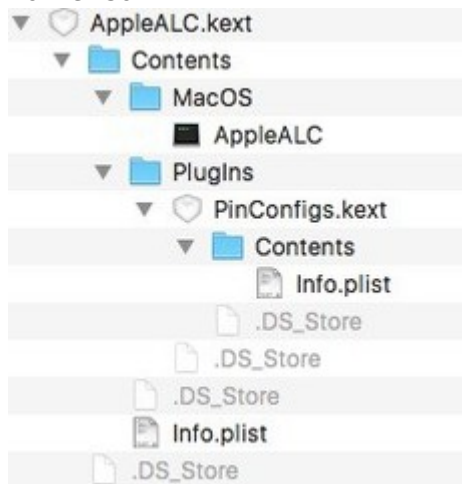 AppleALC.kext
Contents
MacOS
AppleALC
PlugIns
PinConfigs.kext
Contents
Info.plist
.DS_Store
.DS_Store
.DS_Store
Info.plist
.DS_Store